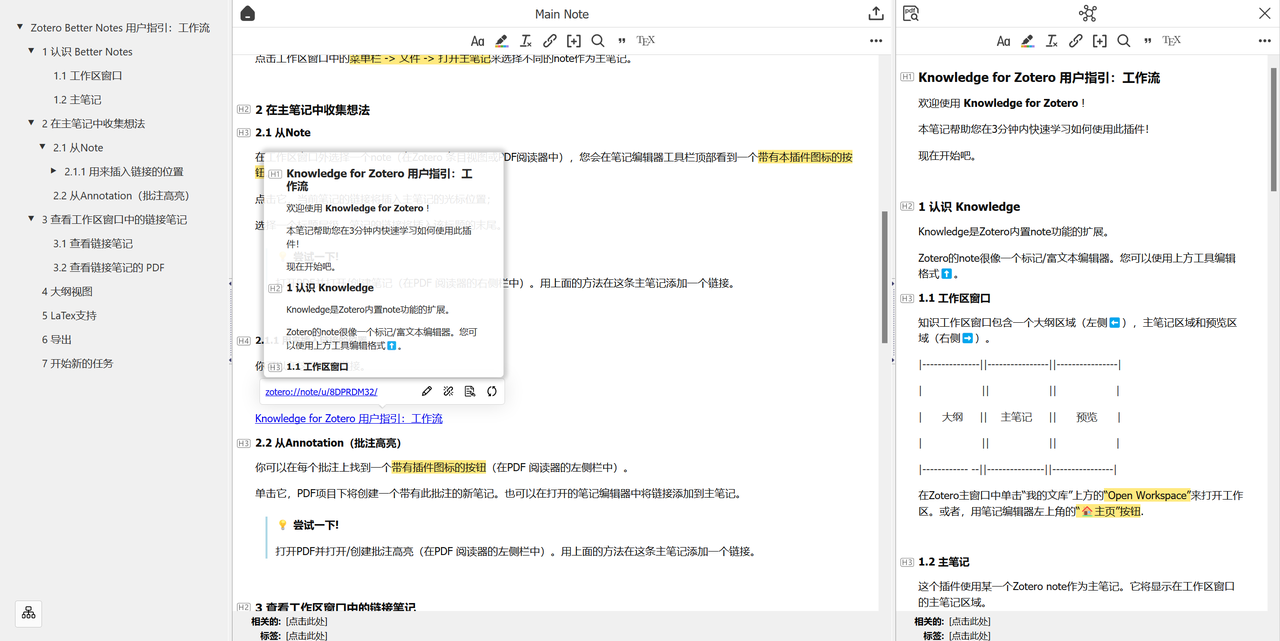 Zotero Better Notes 用户指引：工作流
1 认识 Better Notes
1.1 工作区窗口
1.2 主笔记
2 在主笔记中收集想法
2.1 从Note
2.1.1 用来插入链接的位置
2.2 从Annotation（批注高亮）
3 查看工作区窗口中的链接笔记
3.1 查看链接笔记
3.2 查看链接笔记的 PDF
4 大纲视图
5 LaTex支持
6 导出
7 开始新的任务
Main Note
Aa
TEX
点击工作区窗口中的菜单栏 -> 文件 -> 打开主笔记来选择不同的note作为主笔记。
H2 2 在主笔记中收集想法
H3 2.1 从Note
在工作区窗口外选择一个note（在Zotero 条目视图或PDF阅读器中），您会在笔记编辑器工具栏顶部看到一个带有本插件图标的按
钮
H1 Knowledge for Zotero 用户指引：工
作流
欢迎使用 Knowledge for Zotero！
本笔记帮助您在3分钟内快速学习如何使用此插
件！
尝试一下!
现在开始吧。
（在PDF 阅读器的右侧栏中）。用上面的方法在这条主笔记添加一个链接。
H2 1 认识 Knowledge
Knowledge是Zotero内置note功能的扩展。
Zotero的note很像一个标记/富文本编辑器。您可
以使用上方工具编辑格式⬆️。
H4 2.1.1
H3 1.1 工作区窗口
zotero://note/u/8DPRDM32/
Knowledge for Zotero 用户指引：工作流
H3 2.2 从Annotation（批注高亮）
你可以在每个批注上找到一个带有插件图标的按钮（在PDF 阅读器的左侧栏中）。
单击它，PDF项目下将创建一个带有此批注的新笔记。也可以在打开的笔记编辑器中将链接添加到主笔记。
💡 尝试一下!
打开PDF并打开/创建批注高亮（在PDF 阅读器的左侧栏中）。用上面的方法在这条主笔记添加一个链接。
H2 3 查看工作区窗口中的链接笔记
相关的: [点击此处]
标签: [点击此处]
pdf
Aa
TEX
H1 Knowledge for Zotero 用户指引：工作流
欢迎使用 Knowledge for Zotero！
本笔记帮助您在3分钟内快速学习如何使用此插件！
现在开始吧。
H2 1 认识 Knowledge
Knowledge是Zotero内置note功能的扩展。
Zotero的note很像一个标记/富文本编辑器。您可以使用上方工具编辑
格式⬆️。
H3 1.1 工作区窗口
知识工作区窗口包含一个大纲区域（左侧⬅️），主笔记区域和预览区
域（右侧➡️）。
|--------------||---------------||---------------|
| || || |
| 大纲 || 主笔记 || 预览 |
| || || |
|------------ --||--------------||---------------|
在Zotero主窗口中单击“我的文库”上方的“Open Workspace”来打开工作
区。或者，用笔记编辑器左上角的“🏠主页”按钮.
H3 1.2 主笔记
这个插件使用某一个Zotero note作为主笔记。它将显示在工作区窗口
的主笔记区域。
相关的: [点击此处]
标签: [点击此处]